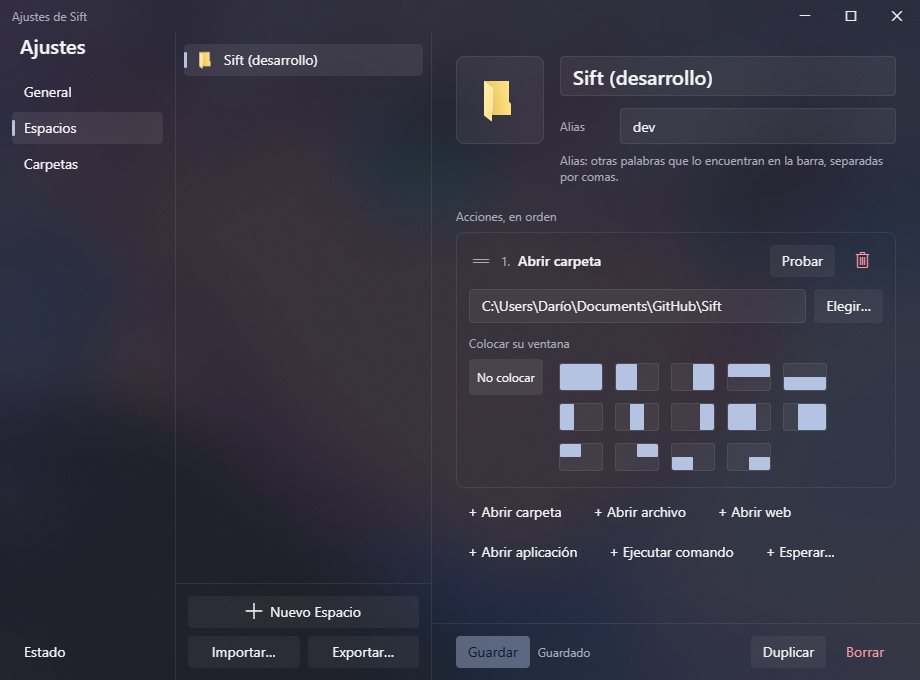 Ajustes de Sift
Ajustes
General
Espacios
Carpetas
Estado
Sift (desarrollo)
+ Nuevo Espacio
Importar...
Exportar...
Sift (desarrollo)
Alias
dev
Alias: otras palabras que lo encuentran en la barra, separadas
por comas.
Acciones, en orden
1. Abrir carpeta
Probar
C:\Users\Darío\Documents\GitHub\Sift
Elegir...
Colocar su ventana
No colocar
+ Abrir carpeta
+ Abrir archivo
+ Abrir web
+ Abrir aplicación
+ Ejecutar comando
+ Esperar...
Guardar
Guardado
Duplicar
Borrar